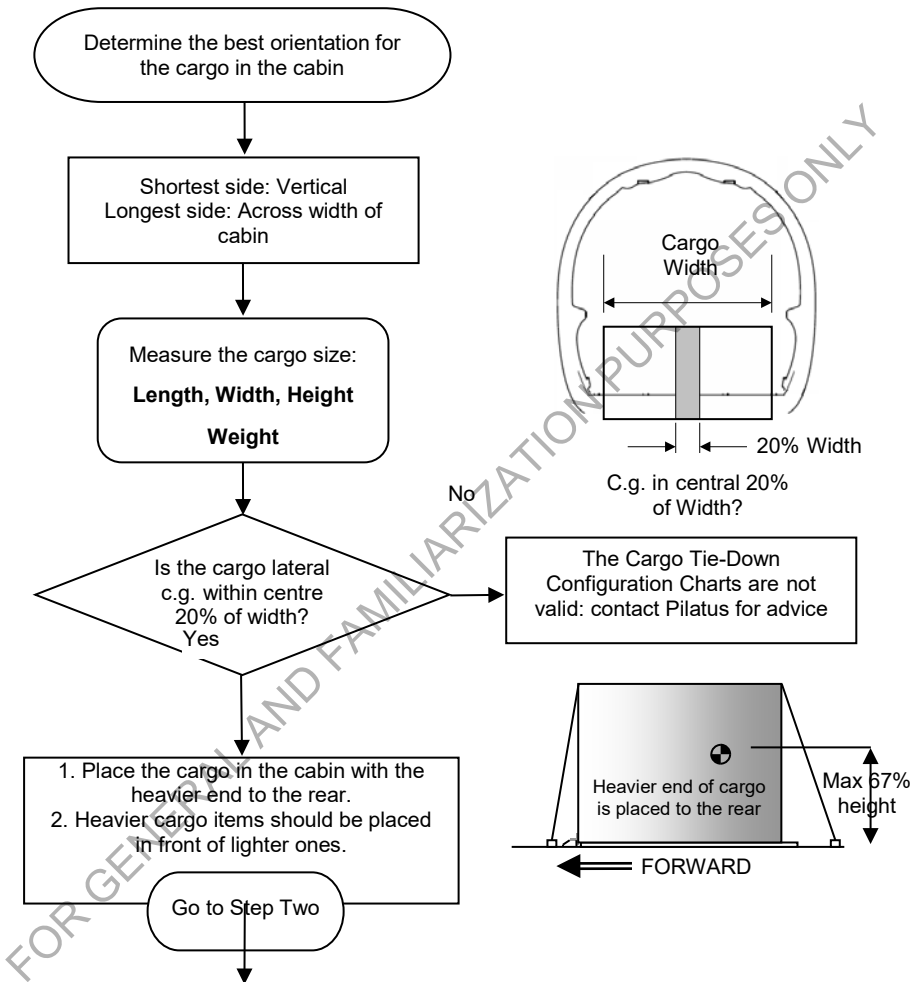 Determine the best orientation for
the cargo in the cabin
Shortest side: Vertical
Longest side: Across width of
cabin
Measure the cargo size:
Length, Width, Height
Weight
Cargo
Width
20% Width
C.g. in central 20%
of Width?
No
Is the cargo lateral
c.g. within centre
20% of width?
Yes
The Cargo Tie-Down
Configuration Charts are not
valid: contact Pilatus for advice
1. Place the cargo in the cabin with the
heavier end to the rear.
2. Heavier cargo items should be placed
in front of lighter ones.
Heavier end of cargo
is placed to the rear
Max 67%
height
FORWARD
Go to Step Two
FOR GENERAL AND FAMILIARIZATION PURPOSES ONLY